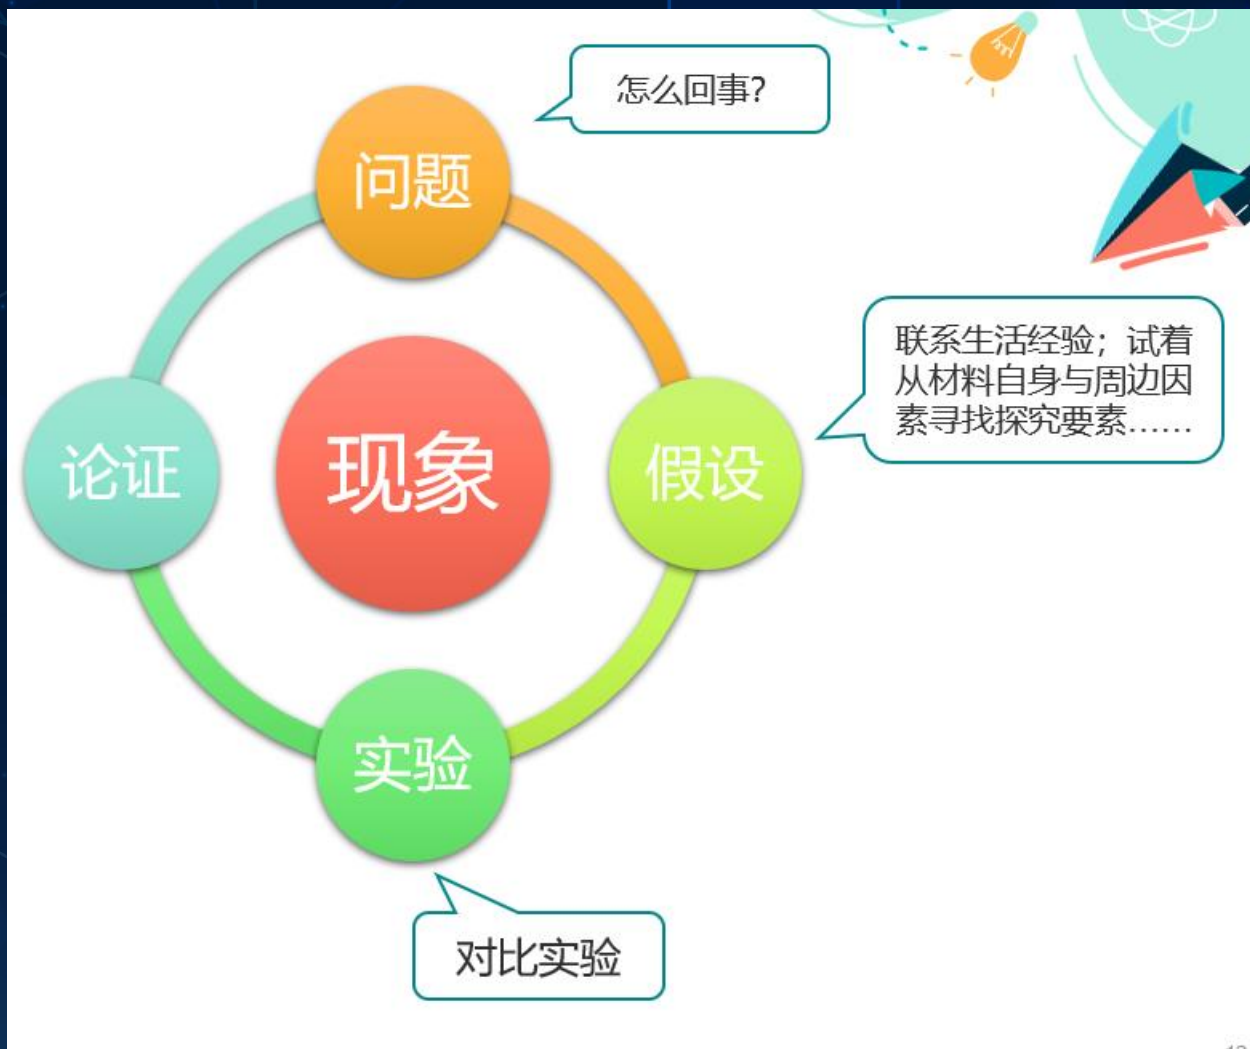 怎么回事?
问题
联系生活经验；试着
从材料自身与周边因
素寻找探究要素……
论证
现象
假设
实验
对比实验